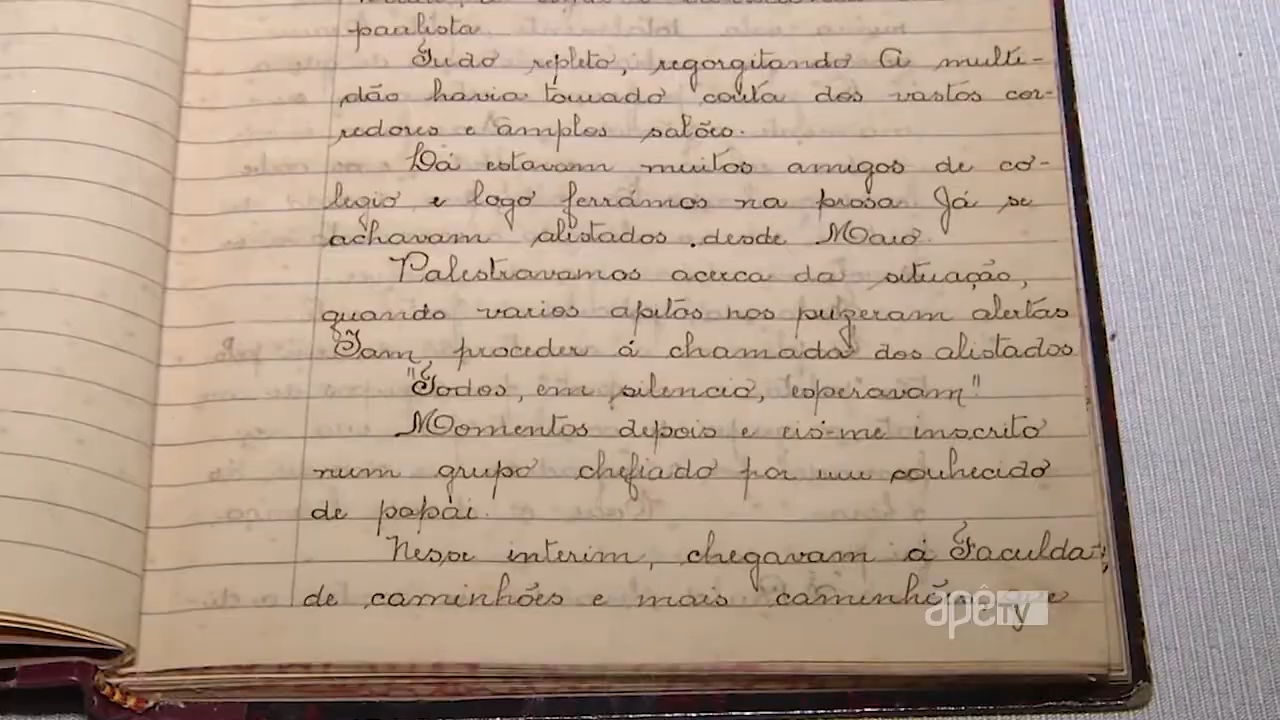 paulista.
Tudo repleto, regorgitando A multi-
dão havia tomado conta dos vastos cor-
redores e amplos salões.
Lá estavam muitos amigos de co-
legio e logo ferrámos na prosa Já se
achavam alistados desde Maio.
Palestravamos acerca da situação,
quando varios apitos nos puzeram alertas
Iam, proceder á chamada dos alistados
"Todos, em silencio, esperavam"
Momentos depois e eis-me inscrito
num grupo chefiado por um conhecido
de papai.
Nesse interim, chegavam á Faculda-
de caminhões e mais
apê TV